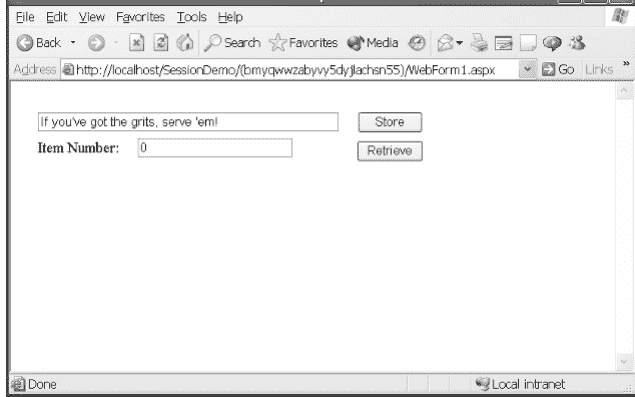 File Edit View Favorites Tools Help
Back Search Favorites Media
Address http://localhost/SessionDemo/(bmyqwwzabyvy5dyjlachsn55)/WebForm1.aspx Go Links »
If you've got the grits, serve 'em! Store
Item Number: 0 Retrieve
Done Local intranet